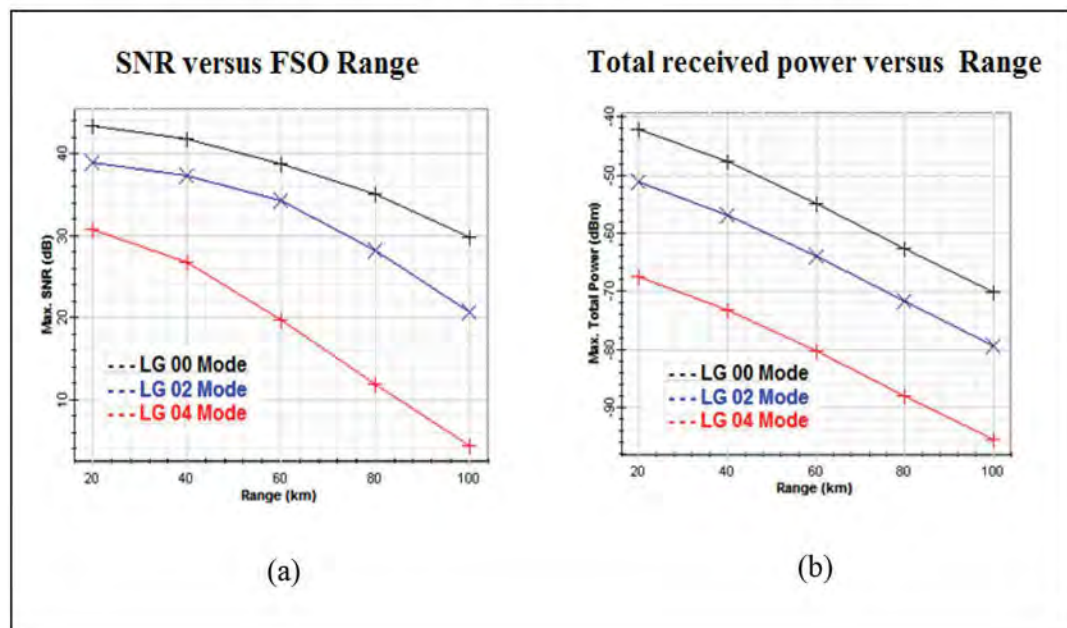 SNR versus FSO Range
Max. SNR (dB)
40
30
20
10
LG 00 Mode
LG 02 Mode
LG 04 Mode
20 40 60 80 100
Range (km)
(a)
Total received power versus Range
Max. Total Power (dBm)
-40
-50
-60
-70
-80
-90
LG 00 Mode
LG 02 Mode
LG 04 Mode
20 40 60 80 100
Range (km)
(b)